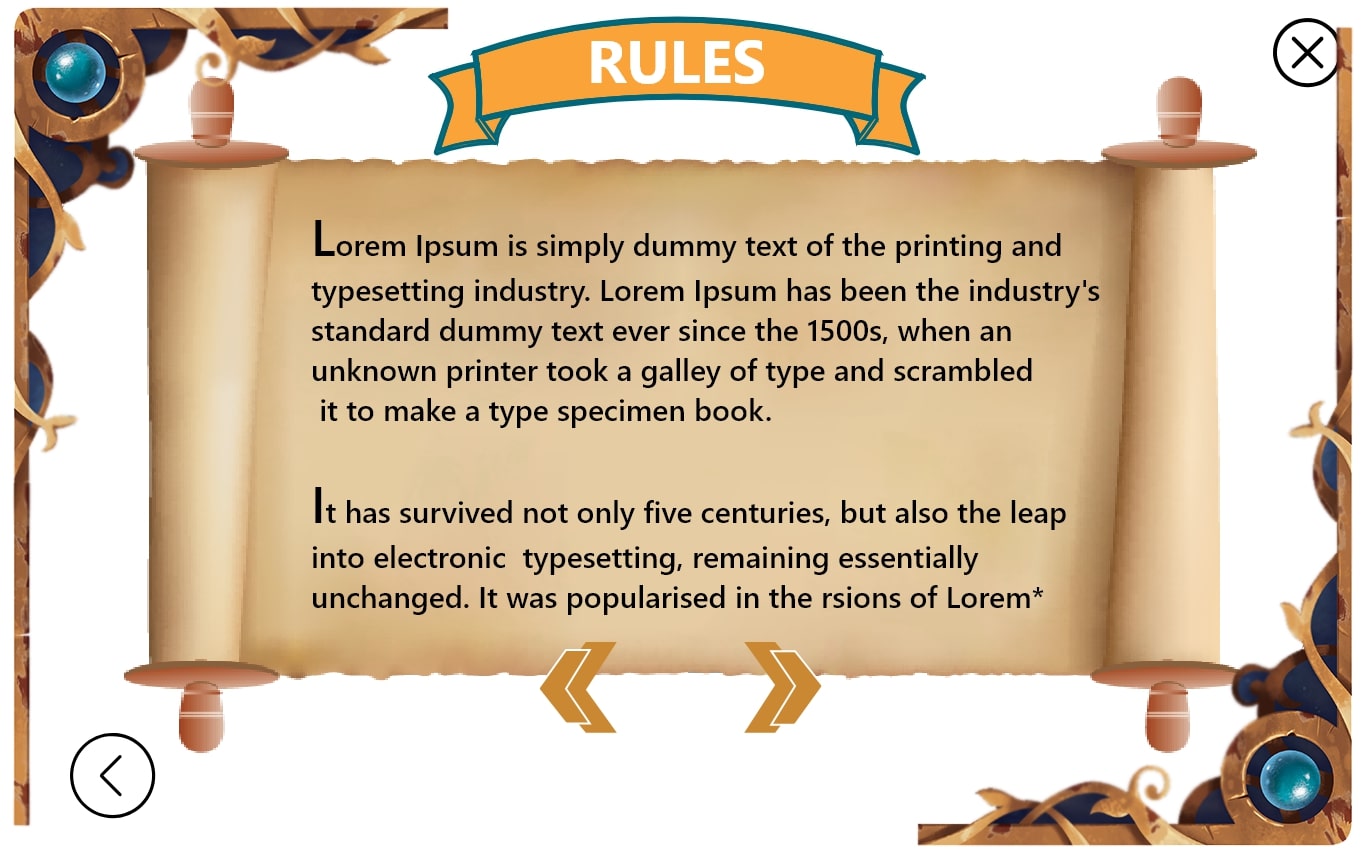 RULES
Lorem Ipsum is simply dummy text of the printing and
typesetting industry. Lorem Ipsum has been the industry's
standard dummy text ever since the 1500s, when an
unknown printer took a galley of type and scrambled
it to make a type specimen book.
It has survived not only five centuries, but also the leap
into electronic  typesetting, remaining essentially
unchanged. It was popularised in the rsions of Lorem*